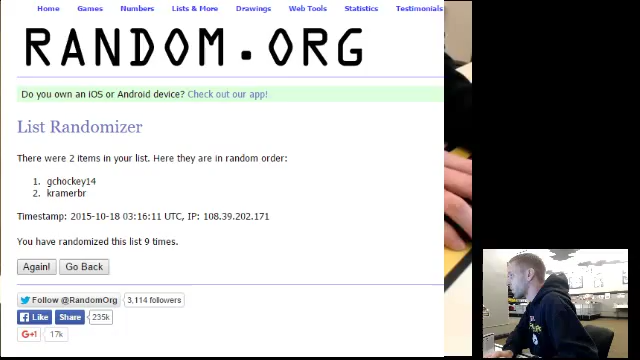 Home Games Numbers Lists & More Drawings Web Tools Statistics Testimonials
RANDOM.ORG
Do you own an iOS or Android device? Check out our app!
List Randomizer
There were 2 items in your list. Here they are in random order:
1. gchockey14
2. kramerbr
Timestamp: 2015-10-18 03:16:11 UTC, IP: 108.39.202.171
You have randomized this list 9 times.
Again! Go Back
Follow @RandomOrg 3,114 followers
Like Share 235k
G+1 17k